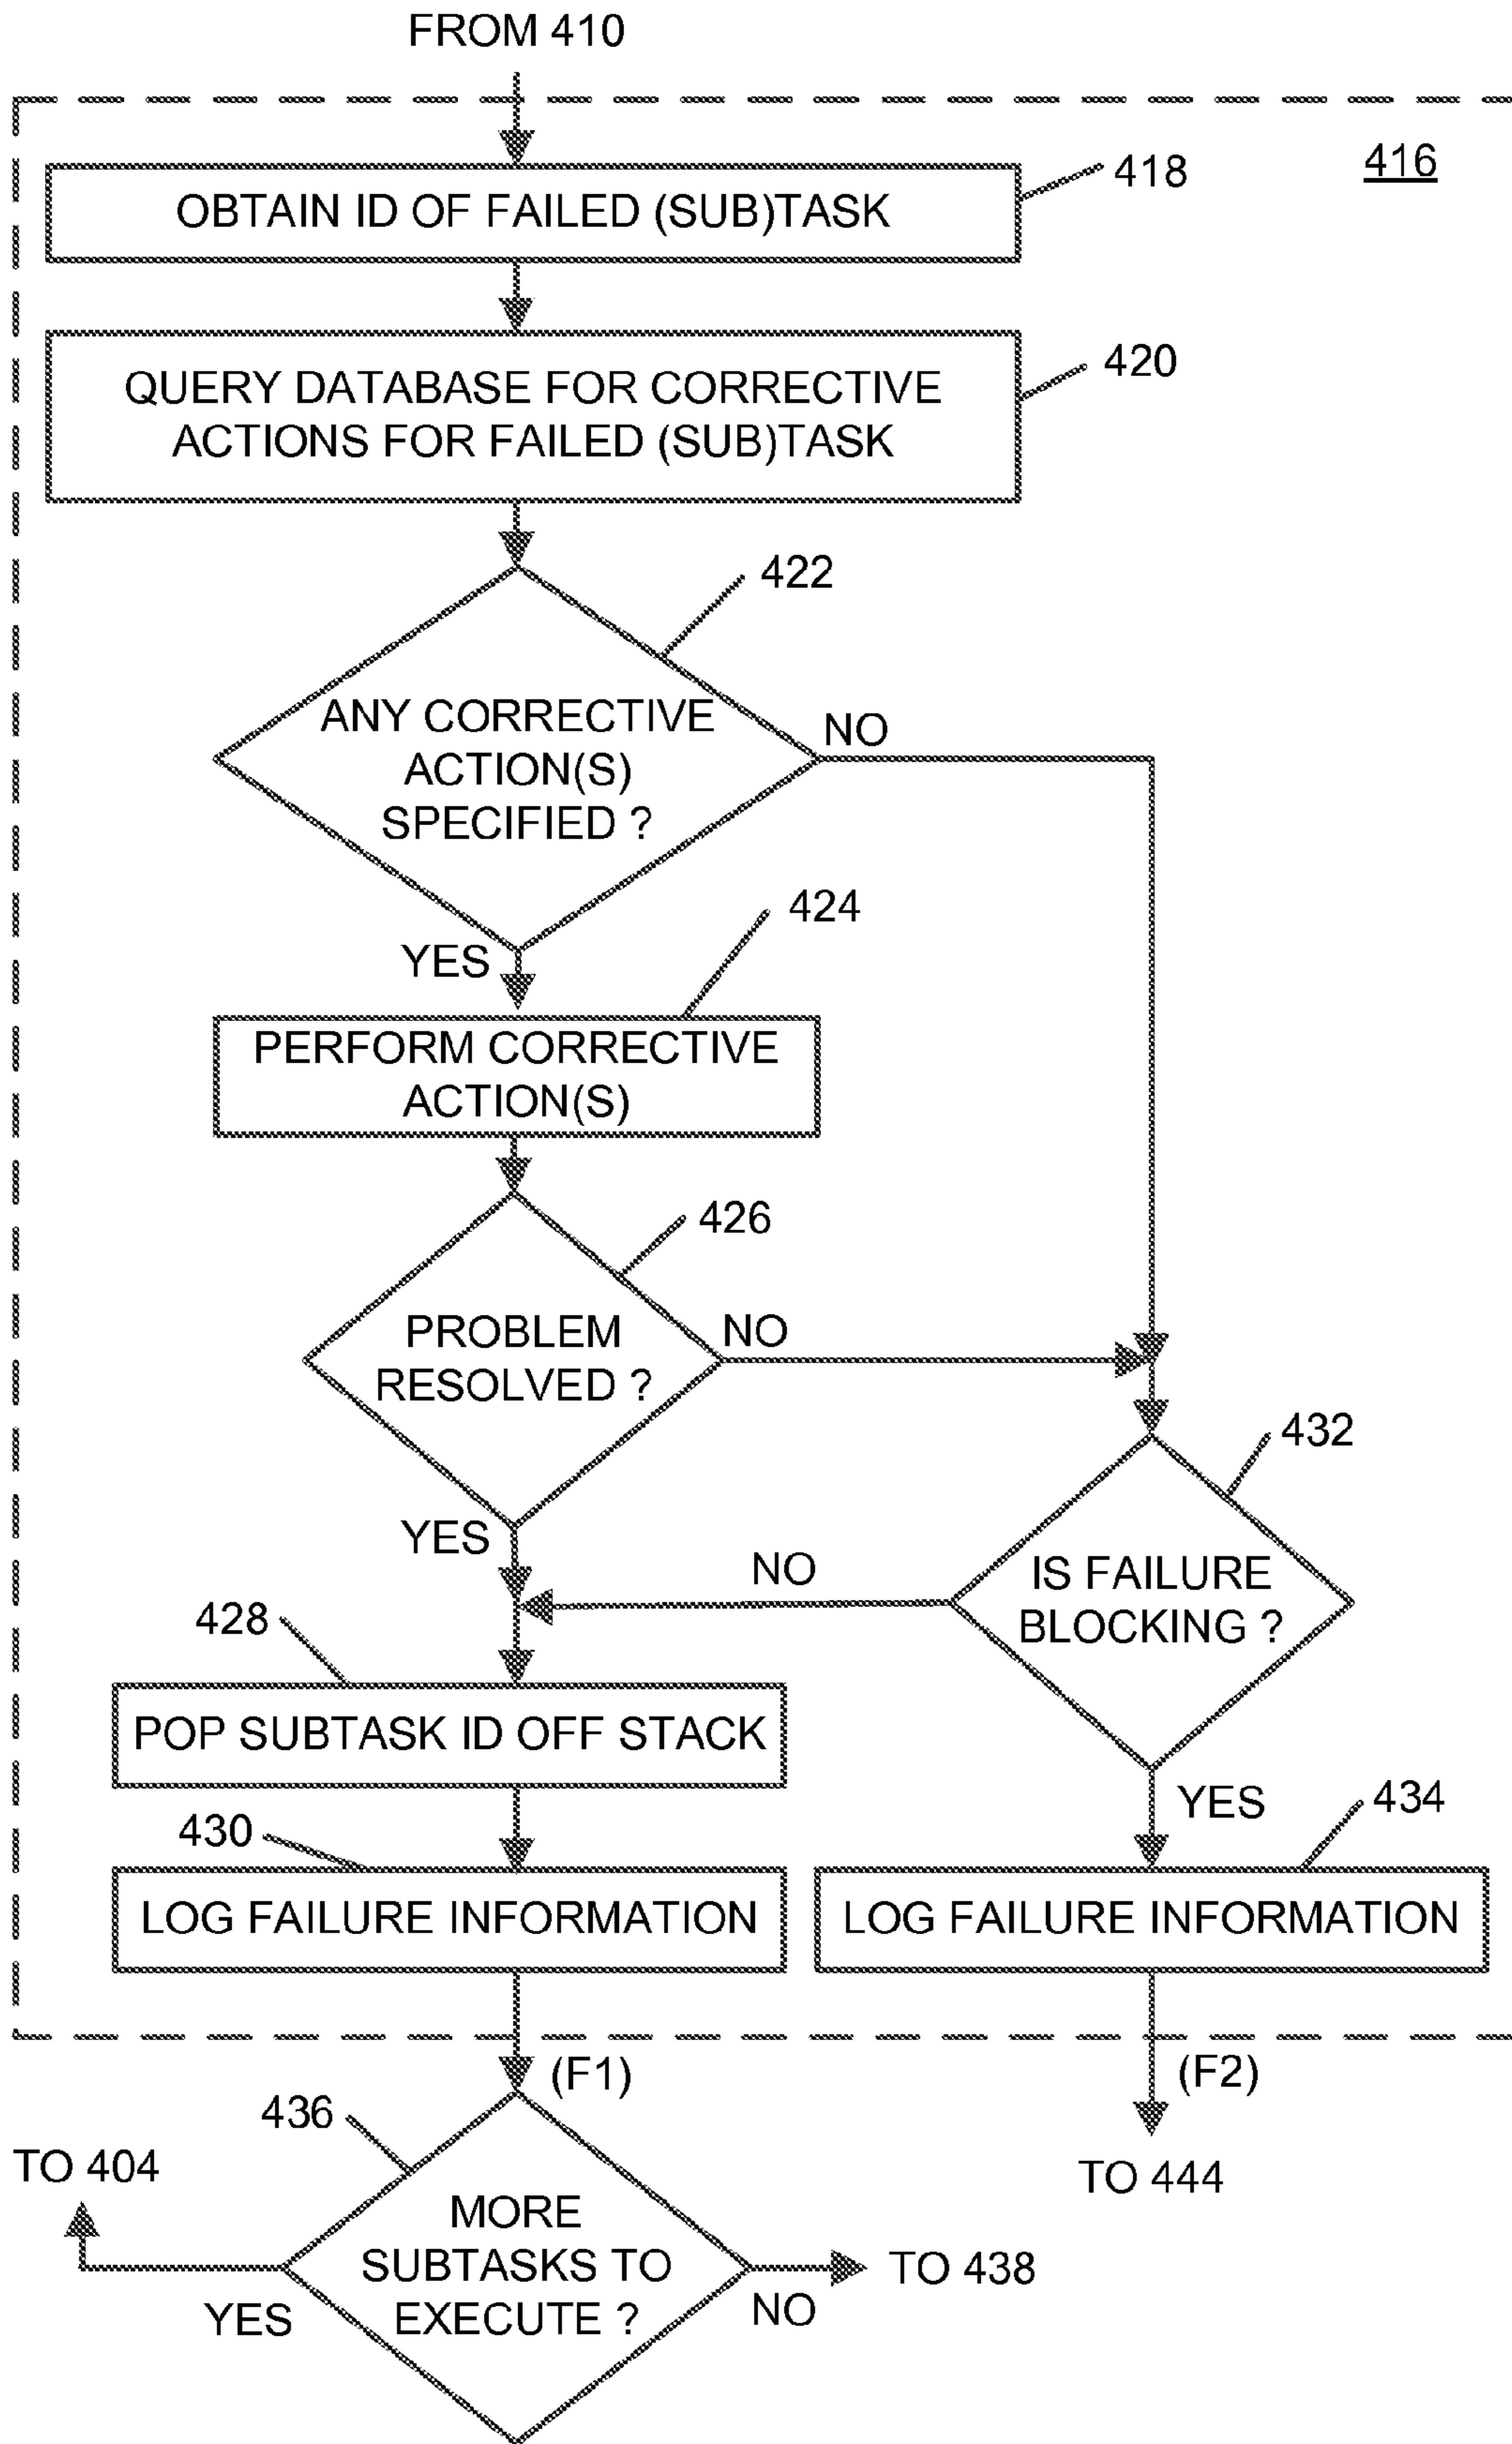 FROM 410
416
418
OBTAIN ID OF FAILED (SUB)TASK
420
QUERY DATABASE FOR CORRECTIVE
ACTIONS FOR FAILED (SUB)TASK
422
ANY CORRECTIVE
ACTION(S)
SPECIFIED ?
NO
YES
424
PERFORM CORRECTIVE
ACTION(S)
426
PROBLEM
RESOLVED ?
NO
YES
432
IS FAILURE
BLOCKING ?
NO
YES
428
POP SUBTASK ID OFF STACK
430
LOG FAILURE INFORMATION
434
LOG FAILURE INFORMATION
(F1)
(F2)
436
TO 404
TO 444
MORE
SUBTASKS TO
EXECUTE ?
YES
NO
TO 438